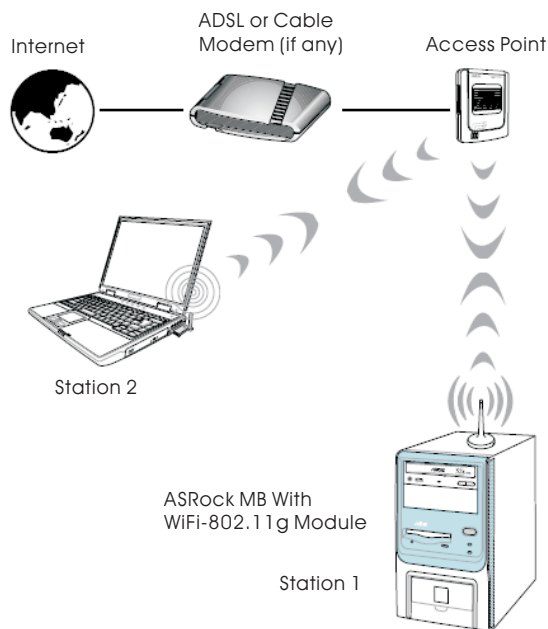 Internet
ADSL or Cable
Modem (if any)
Access Point
Station 2
ASRock MB With
WiFi-802.11g Module
Station 1